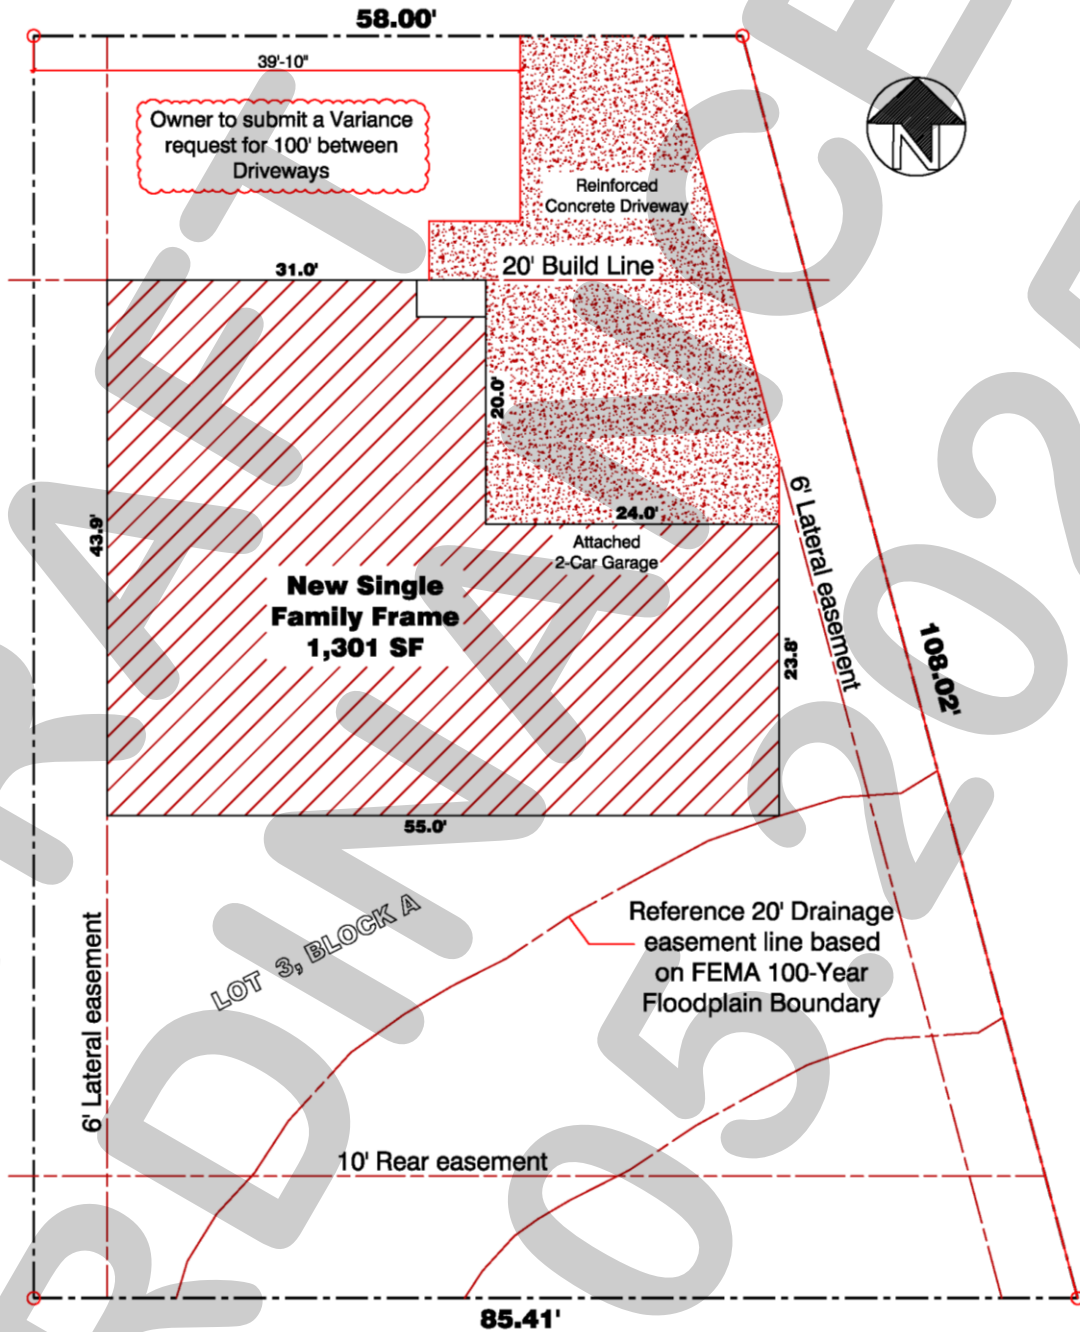 58.00'
39'-10"
Owner to submit a Variance
request for 100' between
Driveways
N
Reinforced
Concrete Driveway
20' Build Line
31.0'
20.0'
24.0'
Attached
2-Car Garage
43.9'
New Single
Family Frame
1,301 SF
6' Lateral easement
23.8'
108.02'
55.0'
LOT 3, BLOCK A
Reference 20' Drainage
easement line based
on FEMA 100-Year
Floodplain Boundary
6' Lateral easement
10' Rear easement
85.41'